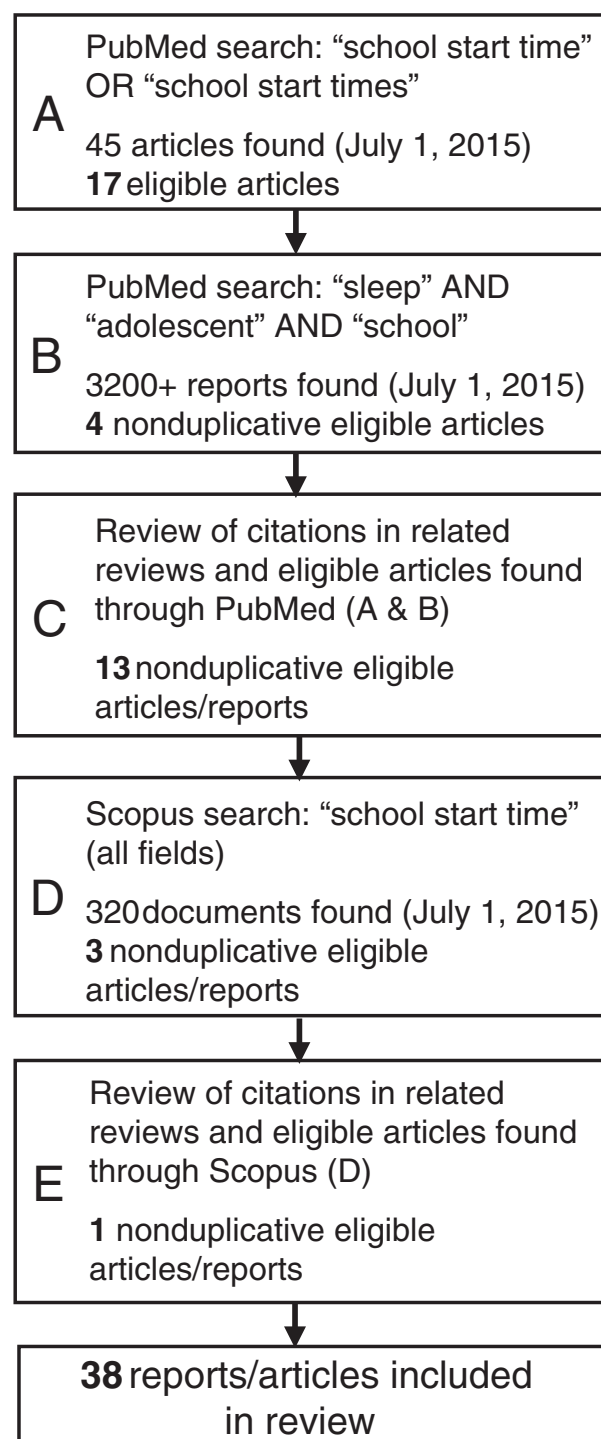 PubMed search: “school start time”
OR “school start times”
A
45 articles found (July 1, 2015)
17 eligible articles
PubMed search: “sleep” AND
“adolescent” AND “school”
B
3200+ reports found (July 1, 2015)
4 nonduplicative eligible articles
Review of citations in related
reviews and eligible articles found
through PubMed (A & B)
C
13 nonduplicative eligible
articles/reports
Scopus search: “school start time”
(all fields)
D
320 documents found (July 1, 2015)
3 nonduplicative eligible
articles/reports
Review of citations in related
reviews and eligible articles found
through Scopus (D)
E
1 nonduplicative eligible
articles/reports
38 reports/articles included
in review